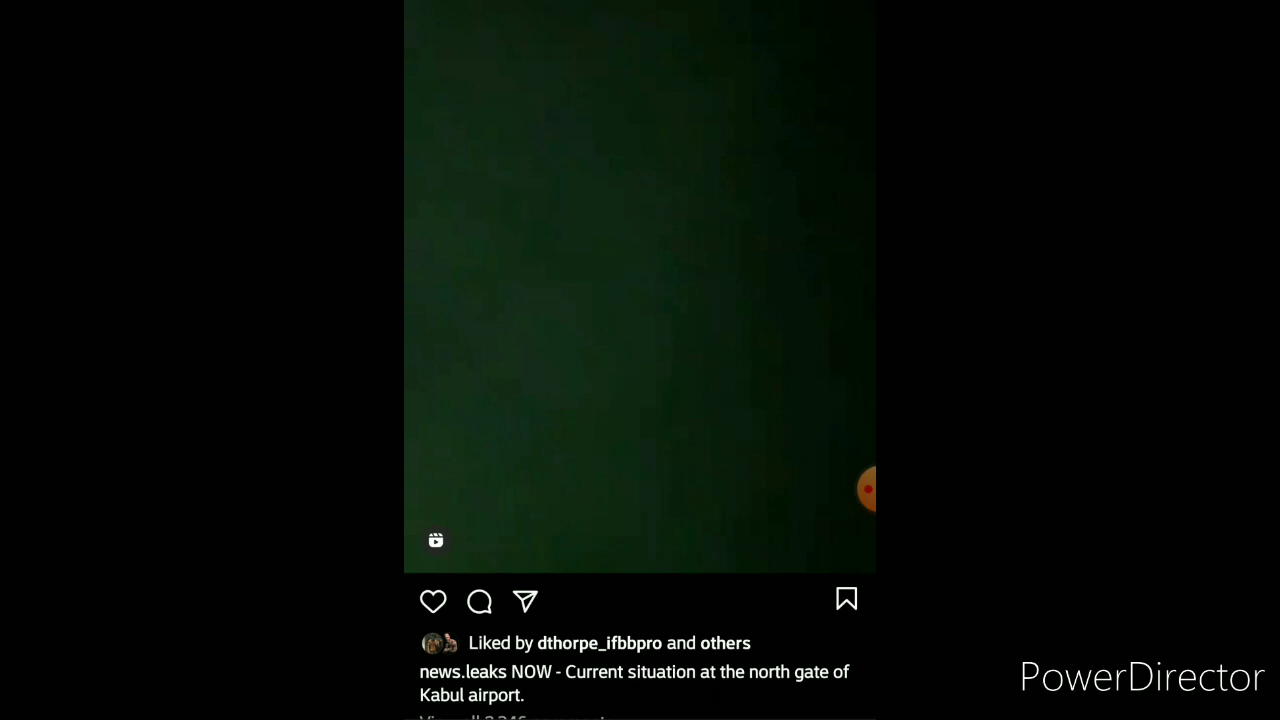 Liked by dthorpe_ifbbpro and others
news.leaks NOW - Current situation at the north gate of
Kabul airport.
PowerDirector